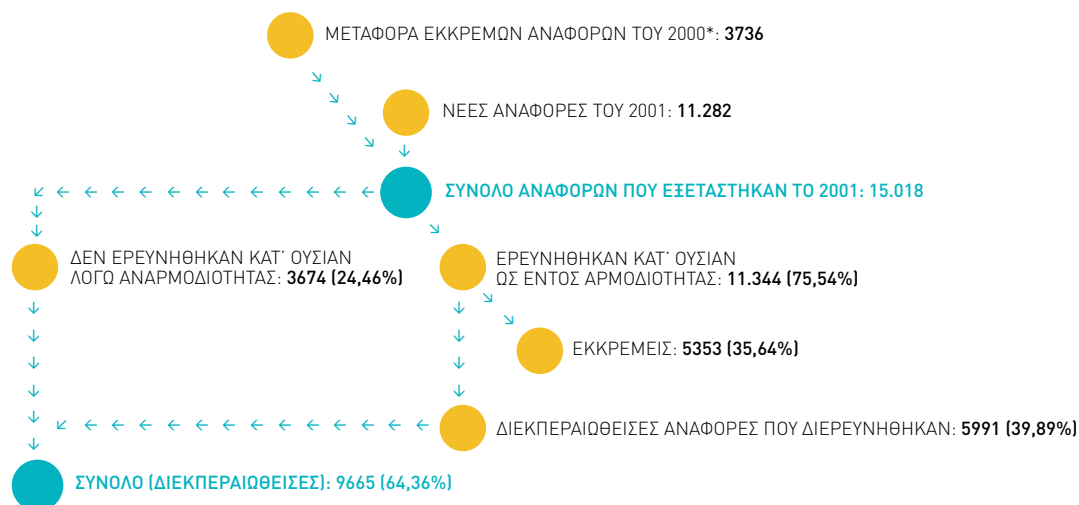 ΜΕΤΑΦΟΡΑ ΕΚΚΡΕΜΩΝ ΑΝΑΦΟΡΩΝ ΤΟΥ 2000*: 3736
ΝΕΕΣ ΑΝΑΦΟΡΕΣ ΤΟΥ 2001: 11.282
ΣΥΝΟΛΟ ΑΝΑΦΟΡΩΝ ΠΟΥ ΕΞΕΤΑΣΤΗΚΑΝ ΤΟ 2001: 15.018
ΔΕΝ ΕΡΕΥΝΗΘΗΚΑΝ ΚΑΤ΄ ΟΥΣΙΑΝ
ΛΟΓΩ ΑΝΑΡΜΟΔΙΟΤΗΤΑΣ: 3674 (24,46%)
ΕΡΕΥΝΗΘΗΚΑΝ ΚΑΤ΄ ΟΥΣΙΑΝ
ΩΣ ΕΝΤΟΣ ΑΡΜΟΔΙΟΤΗΤΑΣ: 11.344 (75,54%)
ΕΚΚΡΕΜΕΙΣ: 5353 (35,64%)
ΔΙΕΚΠΕΡΑΙΩΘΕΙΣΕΣ ΑΝΑΦΟΡΕΣ ΠΟΥ ΔΙΕΡΕΥΝΗΘΗΚΑΝ: 5991 (39,89%)
ΣΥΝΟΛΟ (ΔΙΕΚΠΕΡΑΙΩΘΕΙΣΕΣ): 9665 (64,36%)